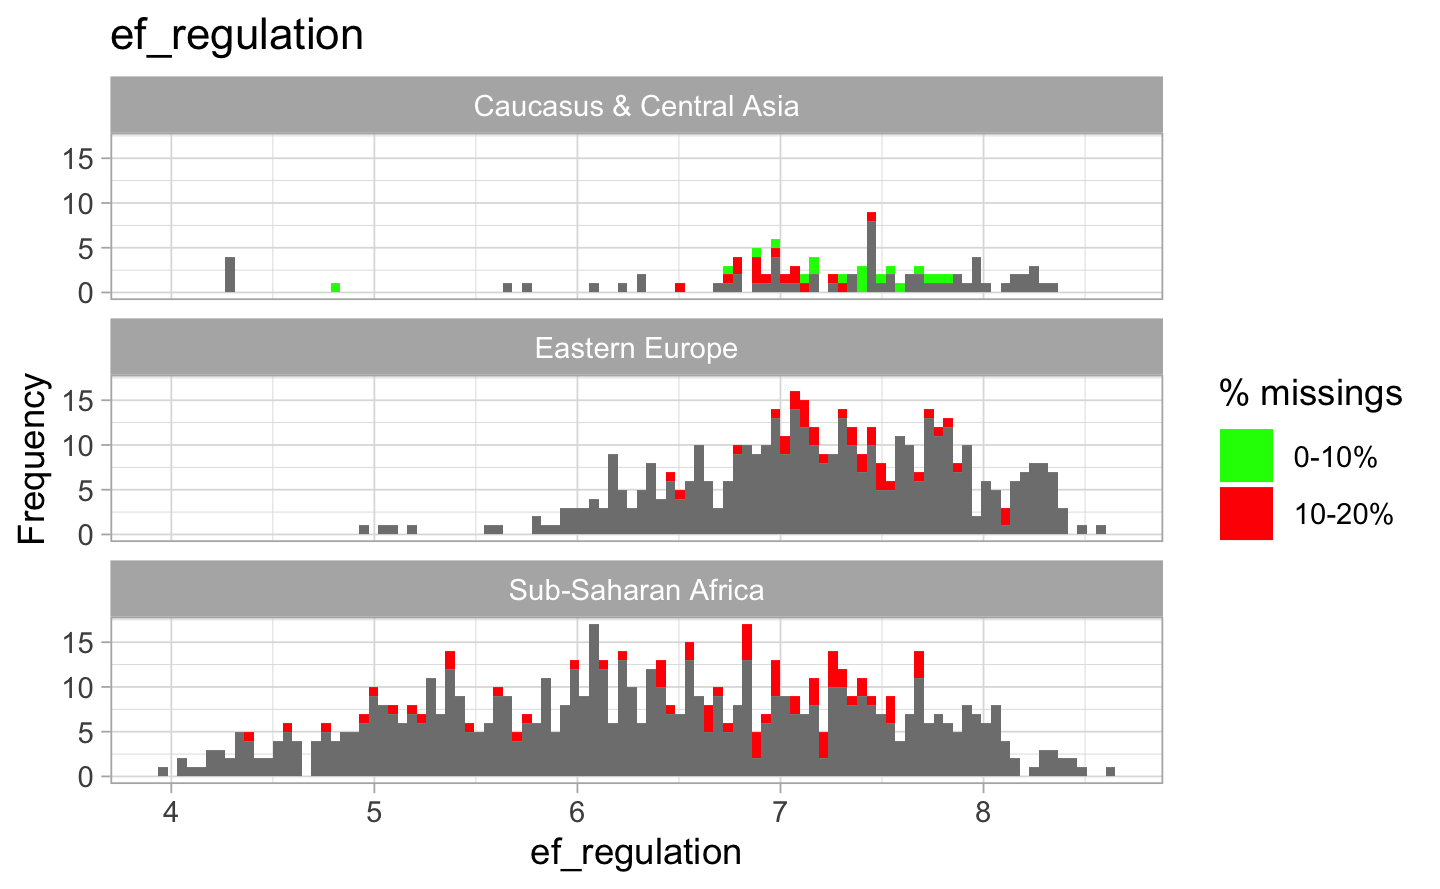 ef_regulation
Caucasus & Central Asia
15
10
5
0
Eastern Europe
15
10
5
0
Sub-Saharan Africa
15
10
5
0
4 5 6 7 8
ef_regulation
Frequency
% missings
0-10%
10-20%